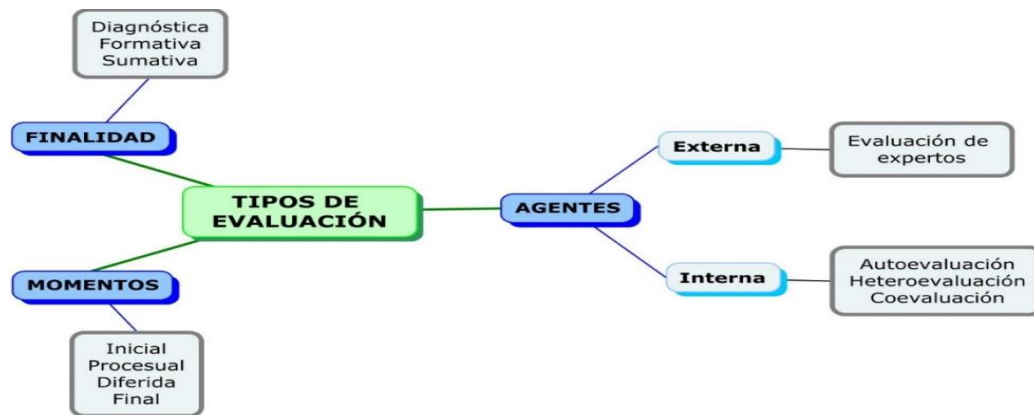 Diagnóstica
Formativa
Sumativa
FINALIDAD
TIPOS DE
EVALUACIÓN
MOMENTOS
Inicial
Procesual
Diferida
Final
AGENTES
Externa
Evaluación de
expertos
Interna
Autoevaluación
Heteroevaluación
Coevaluación